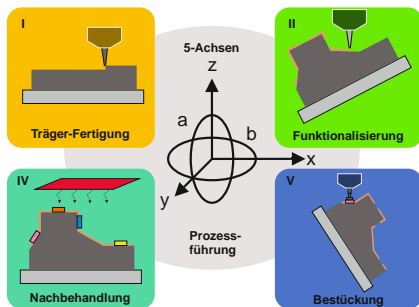 I
Träger-Fertigung
5-Achsen
z
a
b
x
y
Prozess-
führung
II
Funktionalisierung
IV
Nachbehandlung
V
Bestückung